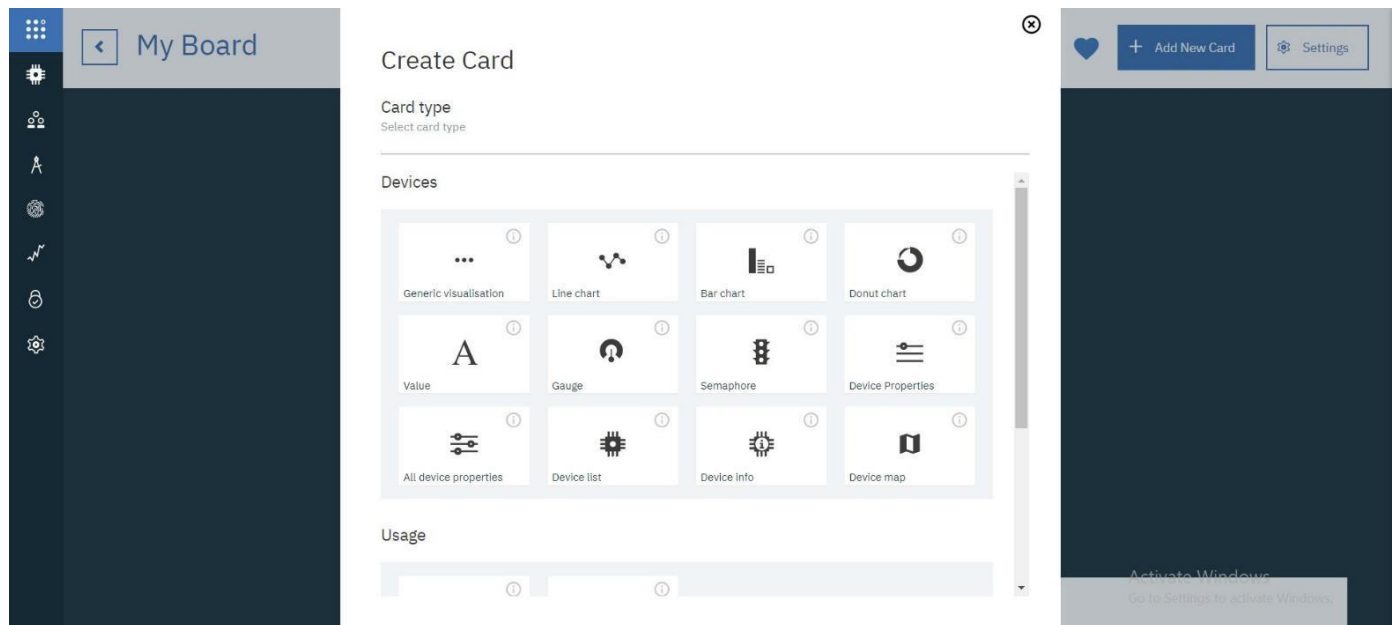 My Board
Add New Card
Settings
Create Card
Card type
Select card type
Devices
Generic visualisation
Line chart
Bar chart
Donut chart
Value
Gauge
Semaphore
Device Properties
All device properties
Device list
Device info
Device map
Usage
Activate Windows
Go to Settings to activate Windows.